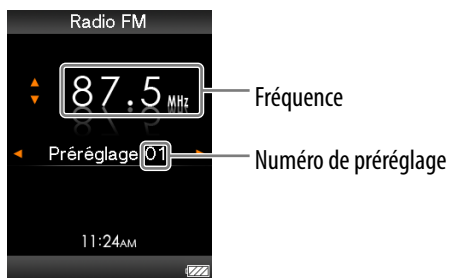 Radio FM
87.5 MHz
Fréquence
Préréglage 01
Numéro de préréglage
11:24AM